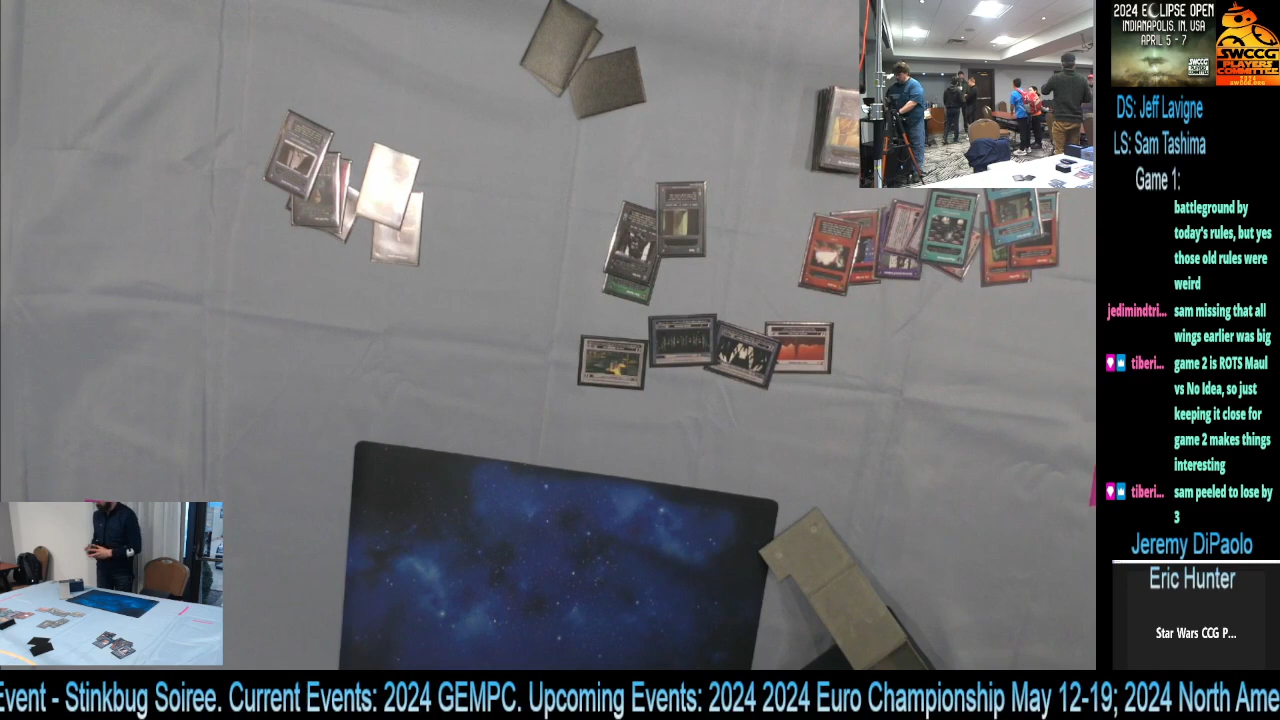 2024 ECLIPSE OPEN
INDIANAPOLIS, IN, USA
APRIL 5 - 7
SWCCG
PLAYERS
COMMITTEE
SWCCG
PLAYERS
COMMITTEE
DS: Jeff Lavigne
LS: Sam Tashima
Game 1:
battleground by
today's rules, but yes
those old rules were
weird
jedimindtri... sam missing that all
wings earlier was big
tiberi... game 2 is ROTS Maul
vs No Idea, so just
keeping it close for
game 2 makes things
interesting
tiberi... sam peeled to lose by
3
Jeremy DiPaolo
Eric Hunter
Star Wars CCG P...
Event - Stinkbug Soiree. Current Events: 2024 GEMPC. Upcoming Events: 2024 2024 Euro Championship May 12-19; 2024 North Ame